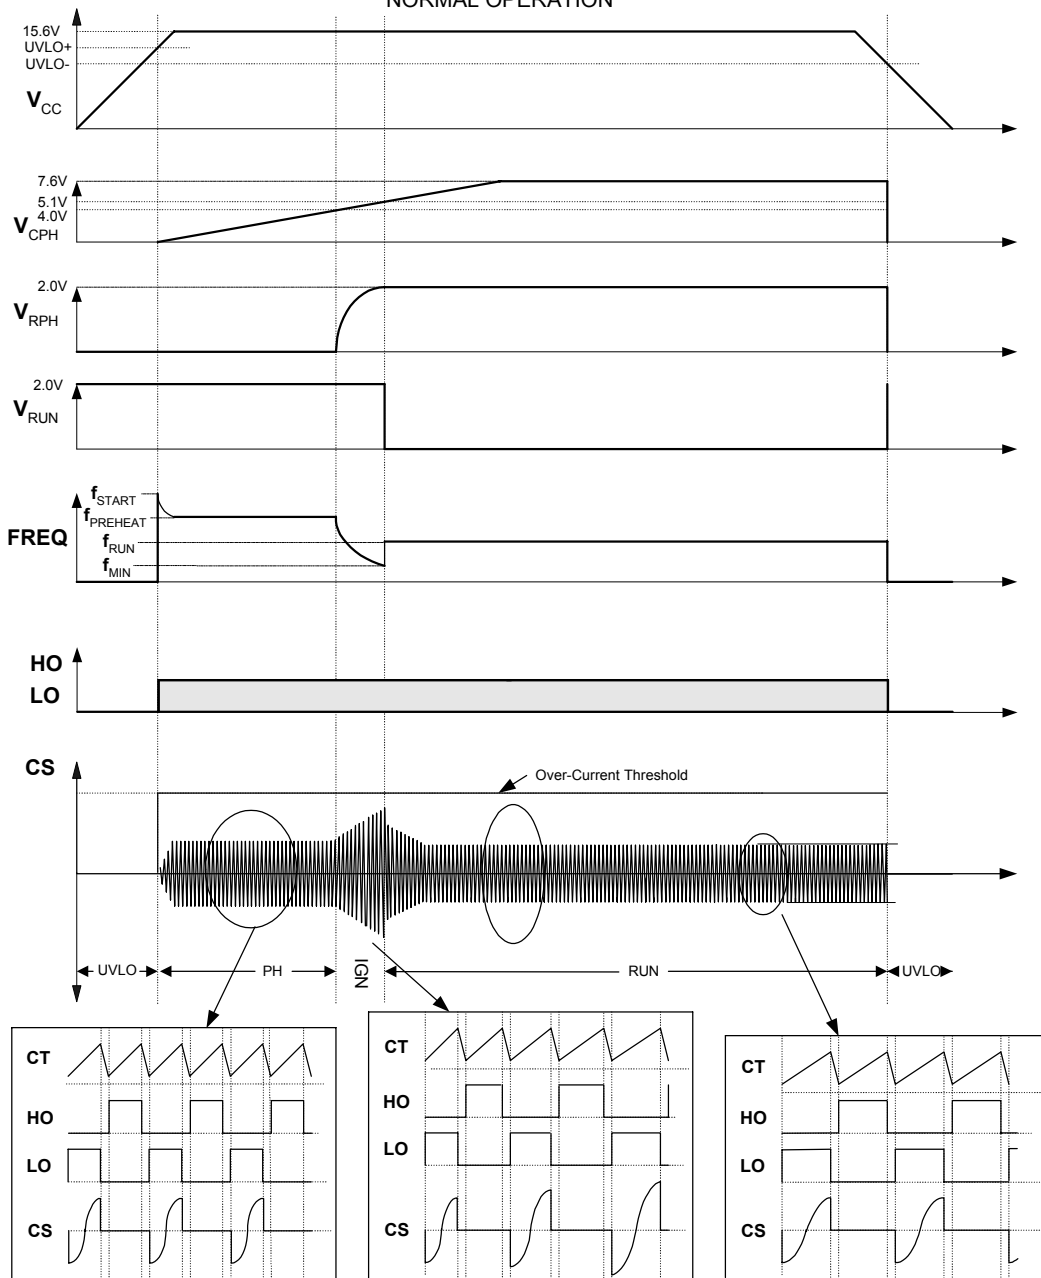 NORMAL OPERATION
15.6V
UVLO+
UVLO-
VCC
7.6V
5.1V
4.0V
VCPH
2.0V
VRPH
2.0V
VRUN
fSTART
fPREHEAT
FREQ
fRUN
fMIN
HO
LO
CS
Over-Current Threshold
UVLO
PH
IGN
RUN
UVLO
CT
HO
LO
CS
CT
HO
LO
CS
CT
HO
LO
CS